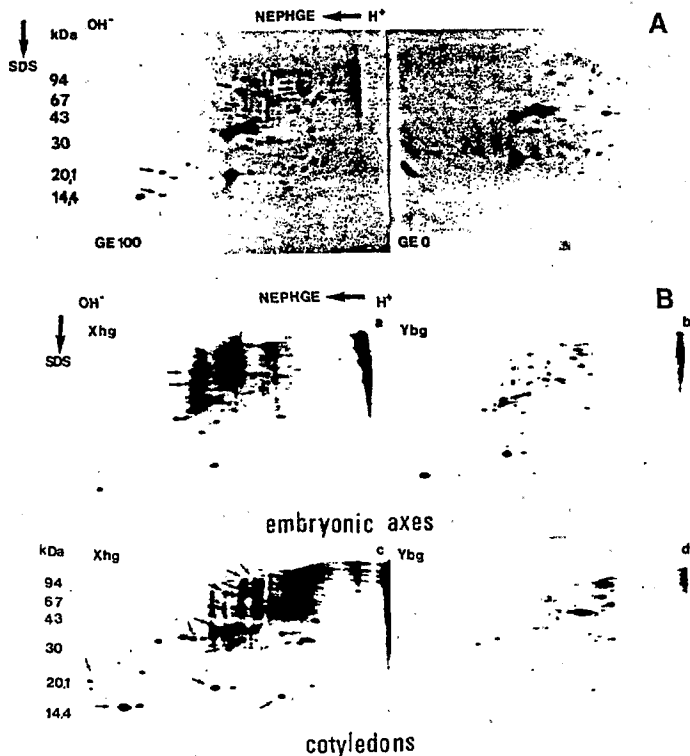 NEPHGE H⁺
A
OH⁻
kDa
SDS
94
67
43
30
20,1
14,4
GE 100
GE 0
NEPHGE H⁺
B
OH⁻
SDS
Xhg
a
Ybg
b
embryonic axes
kDa
Xhg
c
Ybg
d
94
67
43
30
20,1
14,4
cotyledons